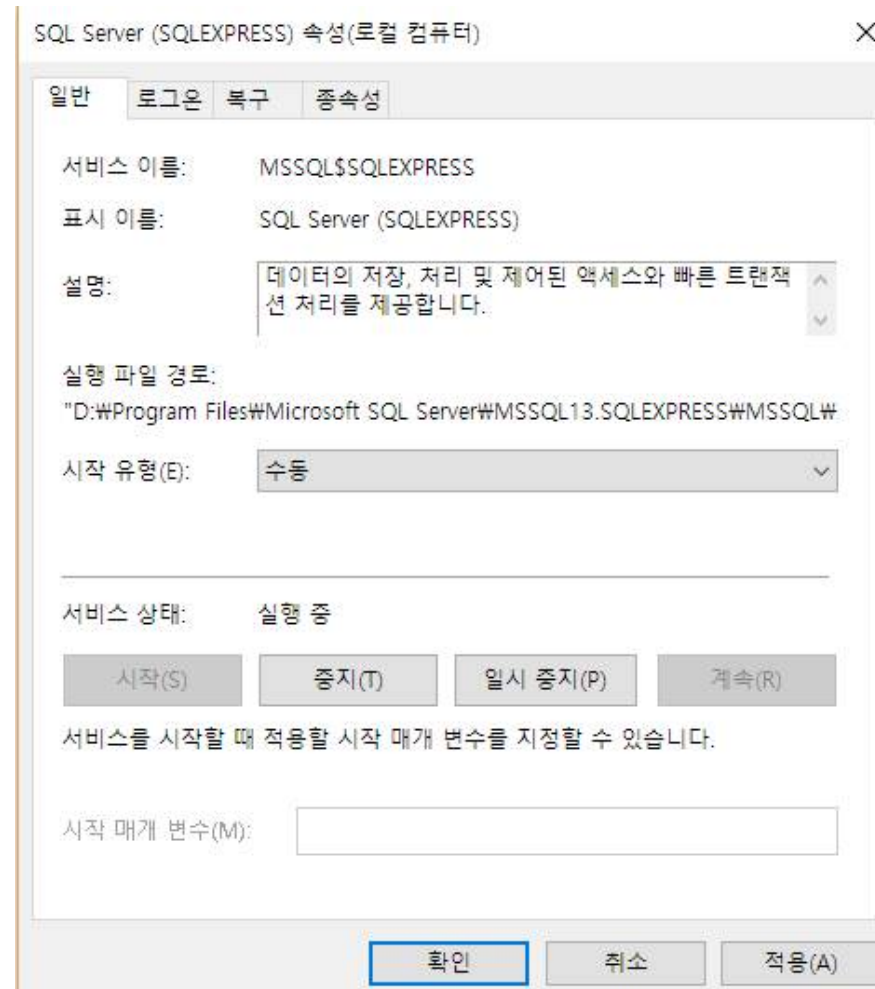 SQL Server (SQLEXPRESS) 속성(로컬 컴퓨터)
일반 로그온 복구 종속성
서비스 이름: MSSQL$SQLEXPRESS
표시 이름: SQL Server (SQLEXPRESS)
설명: 데이터의 저장, 처리 및 제어된 액세스와 빠른 트랜잭
션 처리를 제공합니다.
실행 파일 경로:
"D:₩Program Files₩Microsoft SQL Server₩MSSQL13.SQLEXPRESS₩MSSQL₩
시작 유형(E): 수동
서비스 상태: 실행 중
시작(S) 중지(T) 일시 중지(P) 계속(R)
서비스를 시작할 때 적용할 시작 매개 변수를 지정할 수 있습니다.
시작 매개 변수(M):
확인 취소 적용(A)